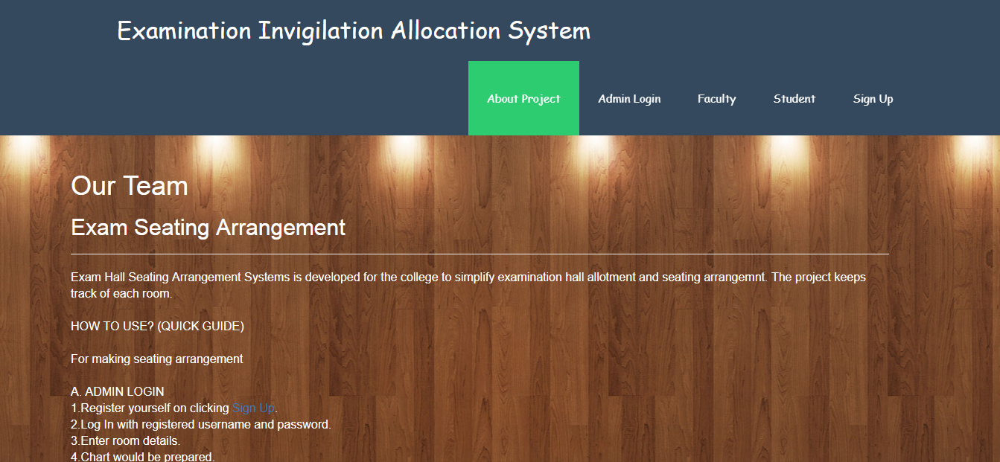 Examination Invigilation Allocation System
About Project Admin Login Faculty Student Sign Up
Our Team
Exam Seating Arrangement
Exam Hall Seating Arrangement Systems is developed for the college to simplify examination hall allotment and seating arrangemnt. The project keeps
track of each room.
HOW TO USE? (QUICK GUIDE)
For making seating arrangement
A. ADMIN LOGIN
1.Register yourself on clicking Sign Up.
2.Log In with registered username and password.
3.Enter room details.
4.Chart would be prepared.